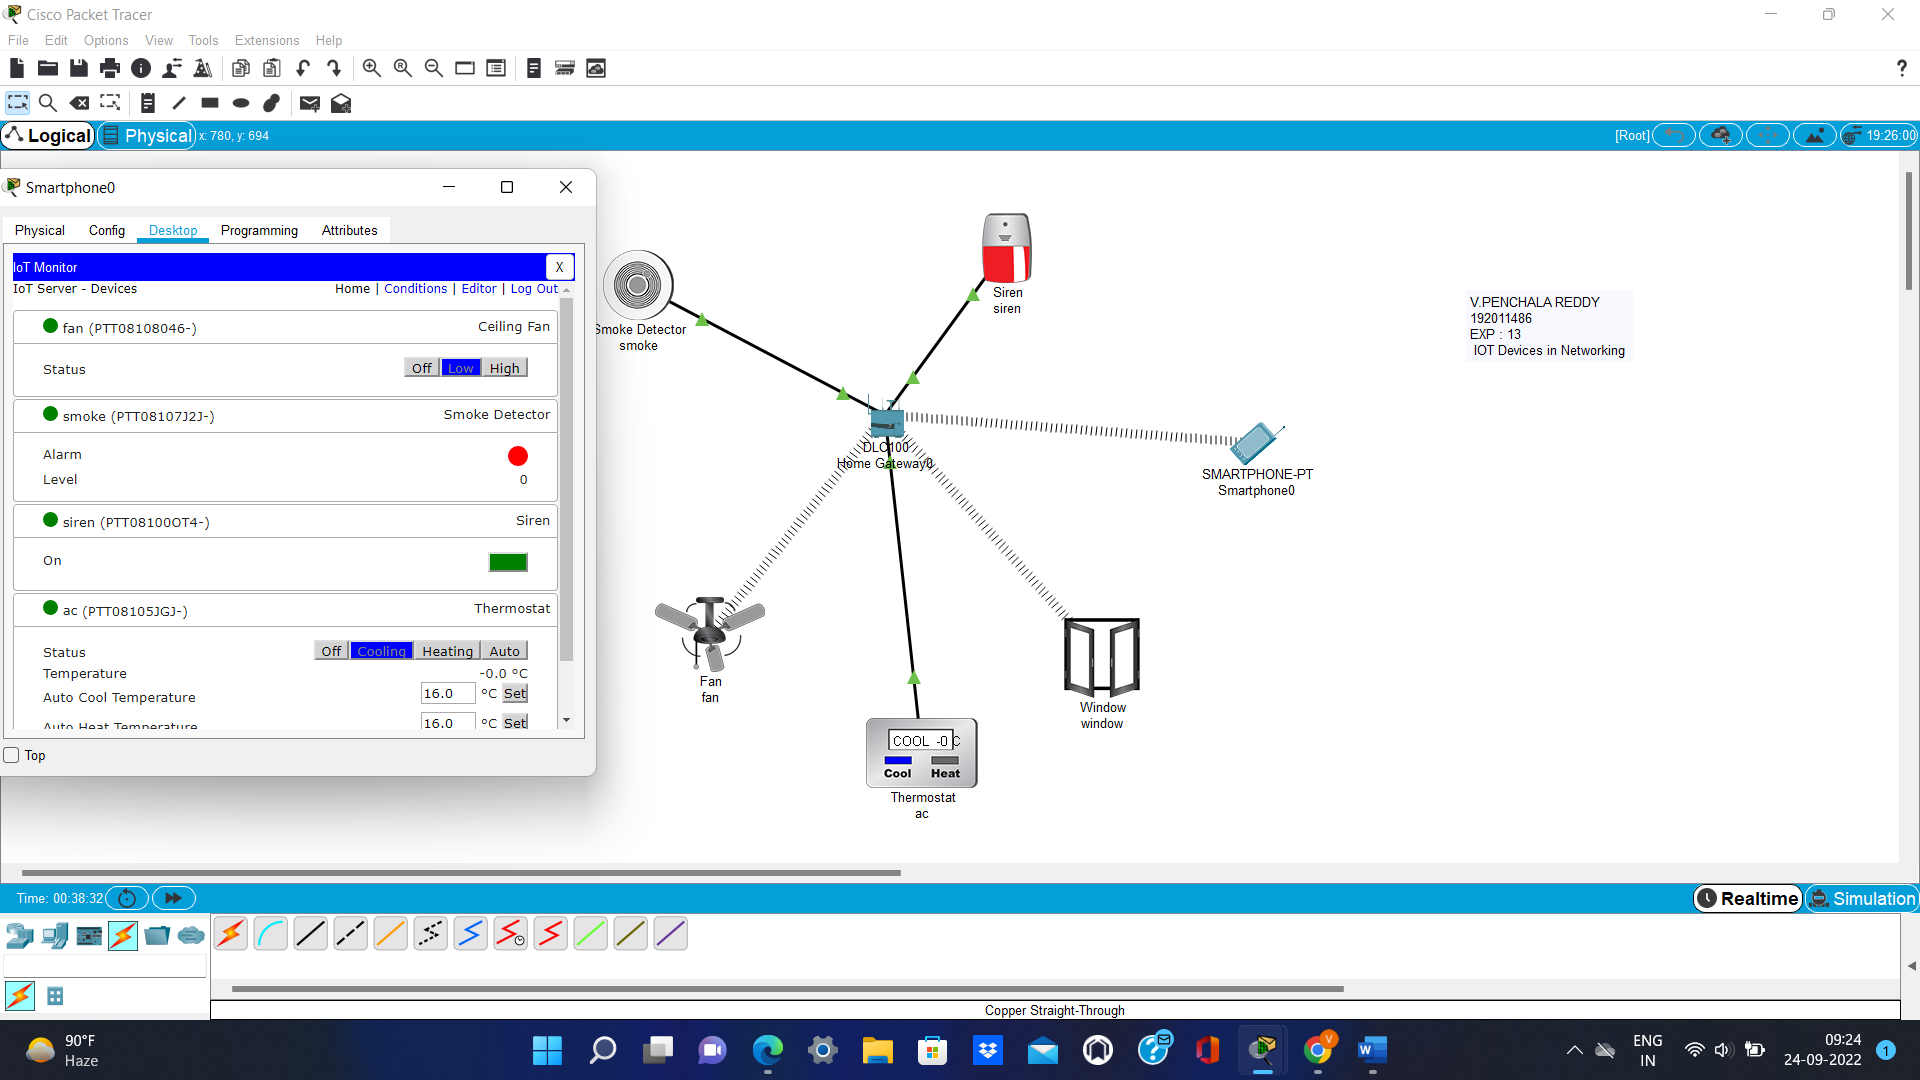 Cisco Packet Tracer
File Edit Options View Tools Extensions Help
Logical Physical x: 780, y: 694 [Root] 19:26:00
Smartphone0
Physical Config Desktop Programming Attributes
IoT Monitor X
IoT Server - Devices Home | Conditions | Editor | Log Out
fan (PTT08108046-) Ceiling Fan
Status Off Low High
smoke (PTT08107J2J-) Smoke Detector
Alarm
Level 0
siren (PTT08100OT4-) Siren
On
ac (PTT08105JGJ-) Thermostat
Status Off Cooling Heating Auto
Temperature -0.0 °C
Auto Cool Temperature 16.0 °C Set
Auto Heat Temperature 16.0 °C Set
Top
Smoke Detector
smoke
Siren
siren
V.PENCHALA REDDY
192011486
EXP : 13
IOT Devices in Networking
DLC100
Home Gateway0
SMARTPHONE-PT
Smartphone0
Fan
fan
Window
window
COOL -0 C
Cool Heat
Thermostat
ac
Time: 00:38:32 Realtime Simulation
Copper Straight-Through
90°F
Haze
ENG
IN
09:24
24-09-2022
1